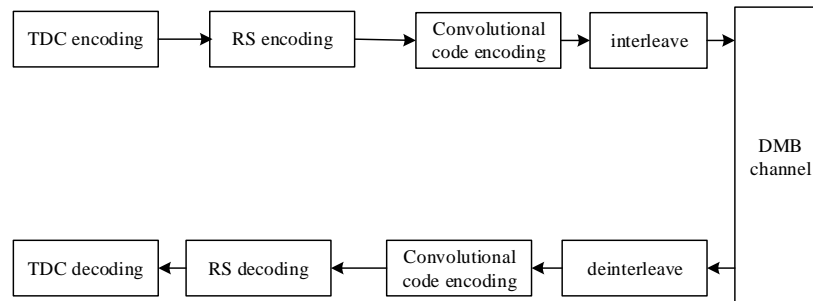 TDC encoding
RS encoding
Convolutional
code encoding
interleave
DMB
channel
TDC decoding
RS decoding
Convolutional
code encoding
deinterleave